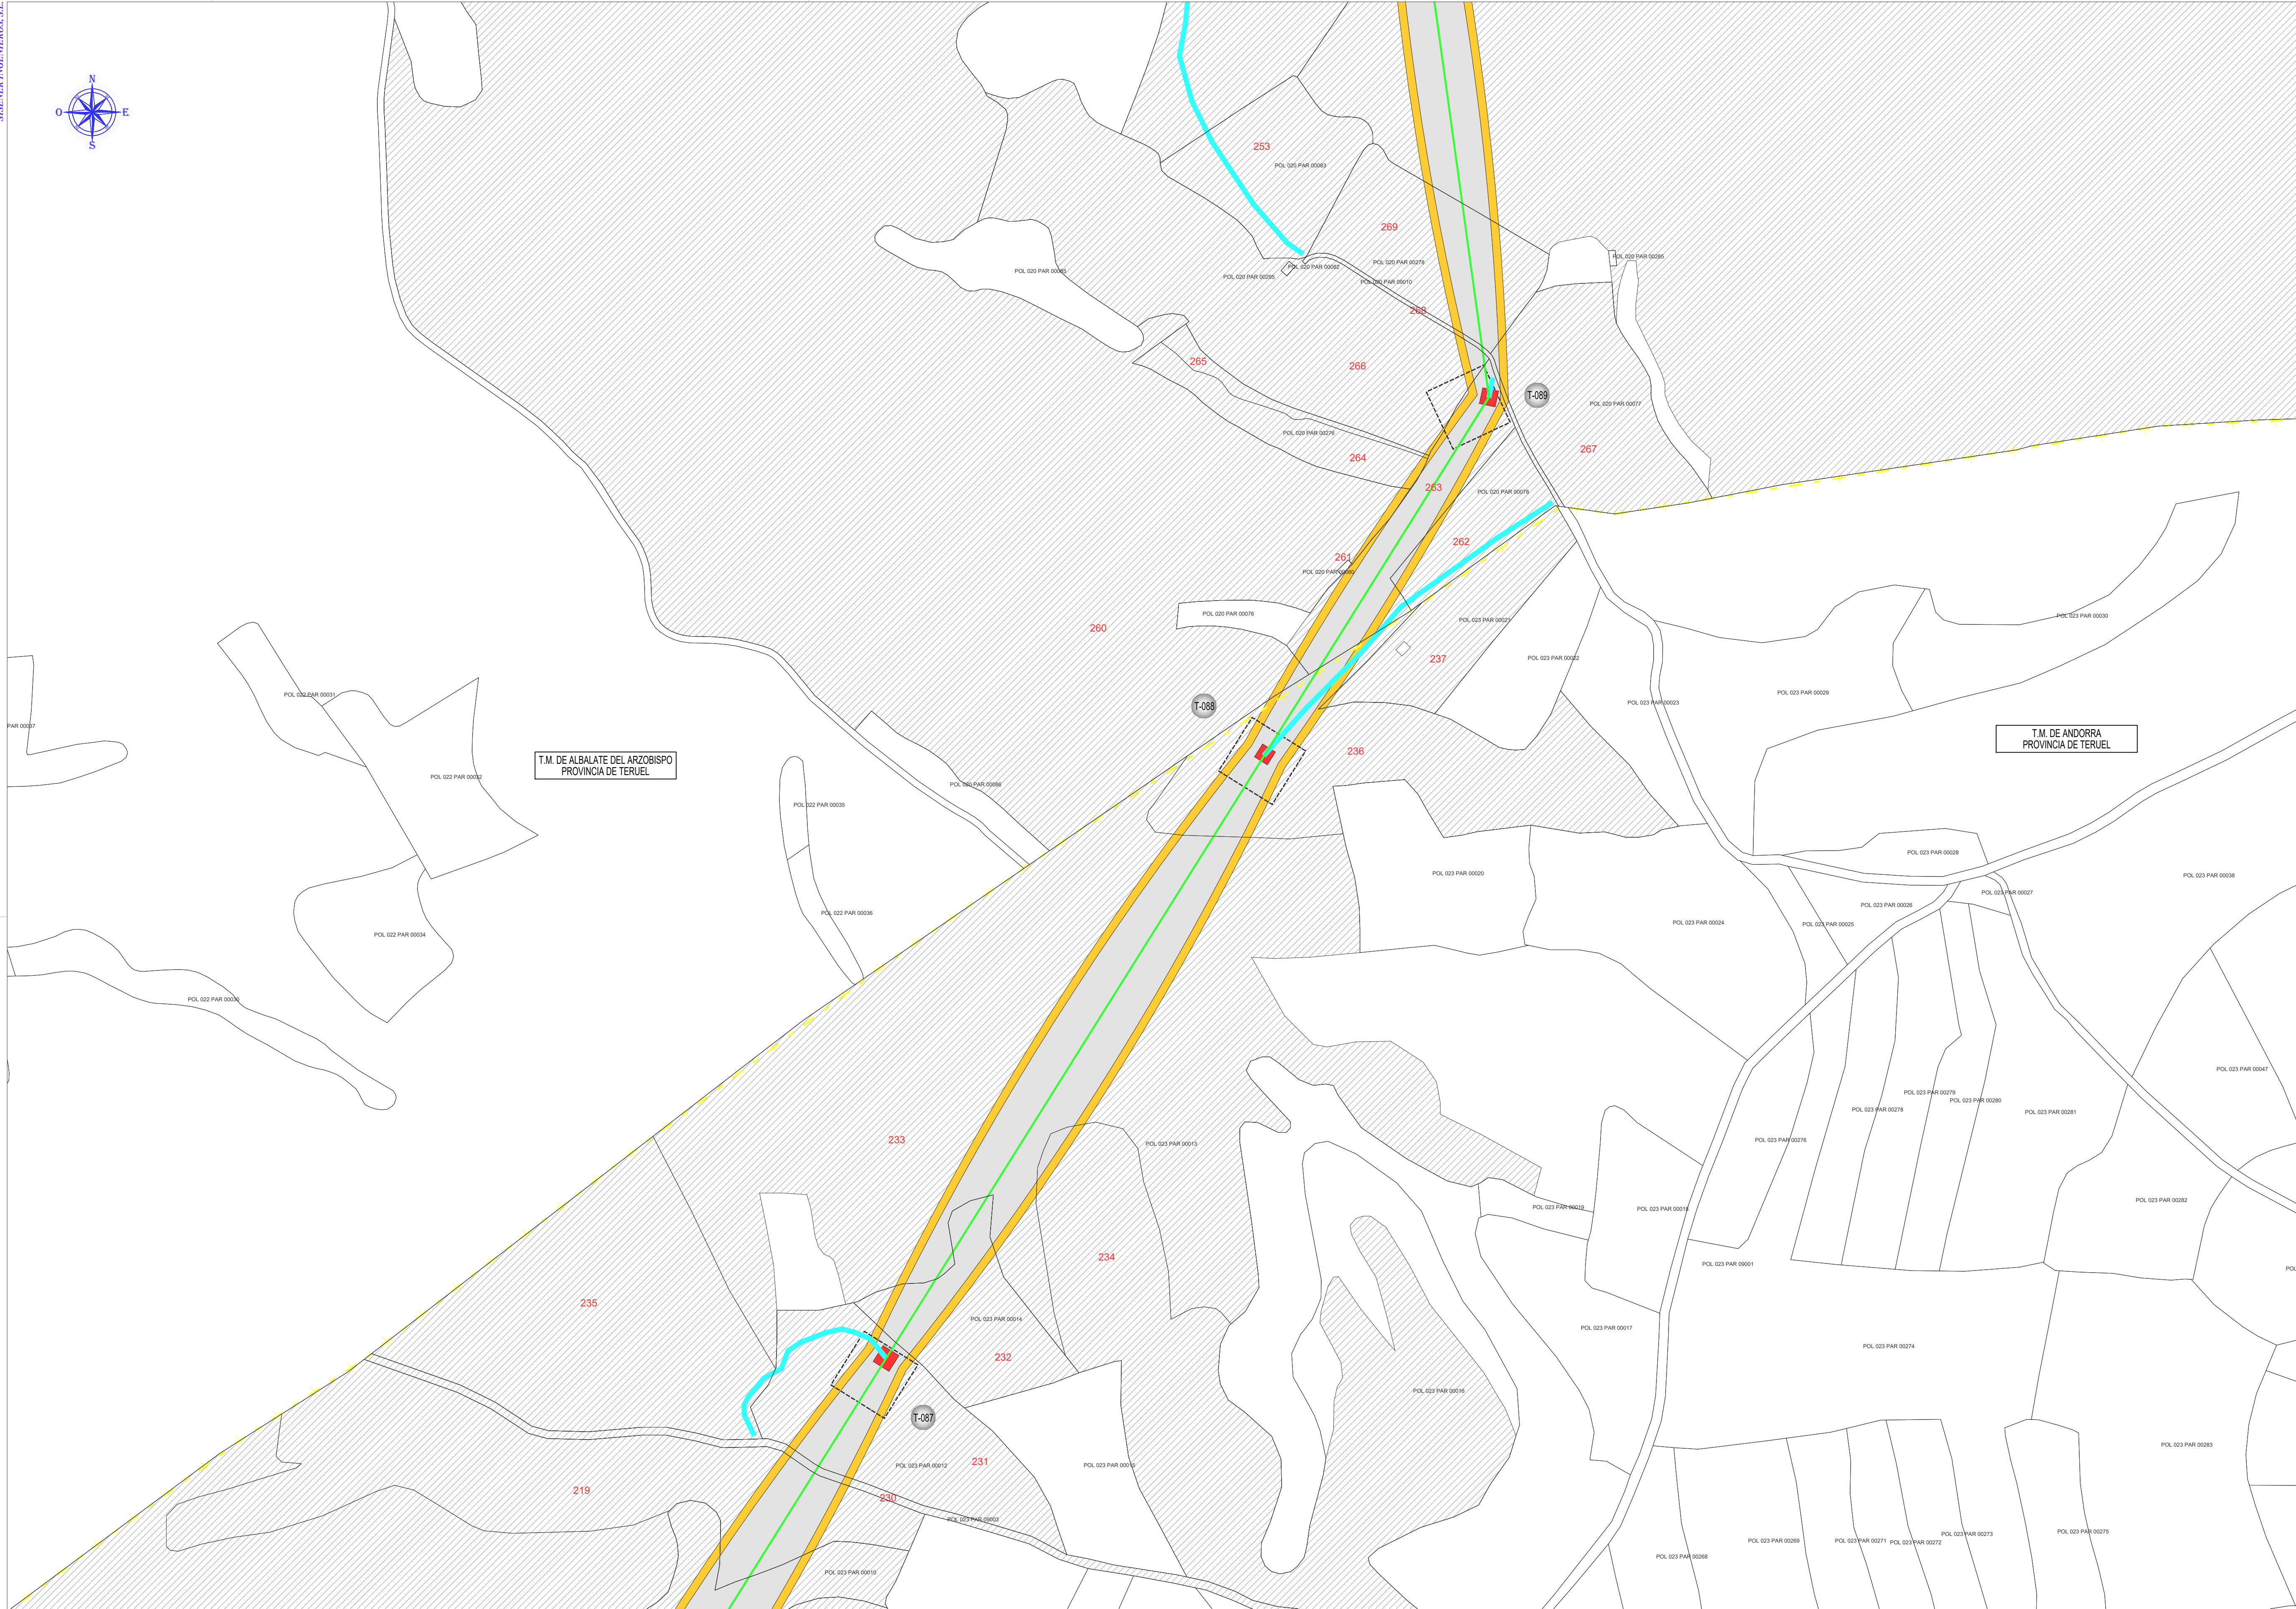 N
O
E
S
253
POL 020 PAR 00083
269
POL 020 PAR 00278
POL 020 PAR 00285
POL 020 PAR 00085
POL 020 PAR 00295
POL 020 PAR 00082
POL 020 PAR 09010
268
265
266
T-089
POL 020 PAR 00077
POL 020 PAR 00276
264
267
263
POL 020 PAR 00078
262
261
POL 020 PAR 00080
POL 020 PAR 00076
260
POL 023 PAR 00021
POL 023 PAR 00030
237
POL 023 PAR 00022
POL 022 PAR 00031
POL 023 PAR 00029
POL 023 PAR 00023
T-088
PAR 00037
236
T.M. DE ANDORRA
PROVINCIA DE TERUEL
T.M. DE ALBALATE DEL ARZOBISPO
PROVINCIA DE TERUEL
POL 022 PAR 00032
POL 020 PAR 00086
POL 022 PAR 00035
POL 023 PAR 00028
POL 023 PAR 00020
POL 023 PAR 00038
POL 023 PAR 00027
POL 023 PAR 00026
POL 022 PAR 00036
POL 023 PAR 00024
POL 023 PAR 00025
POL 022 PAR 00034
POL 022 PAR 00033
POL 023 PAR 00047
POL 023 PAR 00279
POL 023 PAR 00280
POL 023 PAR 00278
POL 023 PAR 00281
233
POL 023 PAR 00013
POL 023 PAR 00276
POL 023 PAR 00282
POL 023 PAR 00019
POL 023 PAR 00018
234
POL 023 PAR 09001
POL
235
POL 023 PAR 00014
POL 023 PAR 00017
POL 023 PAR 00274
232
POL 023 PAR 00016
T-087
POL 023 PAR 00283
231
POL 023 PAR 00012
POL 023 PAR 00015
219
230
POL 023 PAR 09003
POL 023 PAR 00275
POL 023 PAR 00273
POL 023 PAR 00269
POL 023 PAR 00271
POL 023 PAR 00272
POL 023 PAR 00268
POL 023 PAR 00010